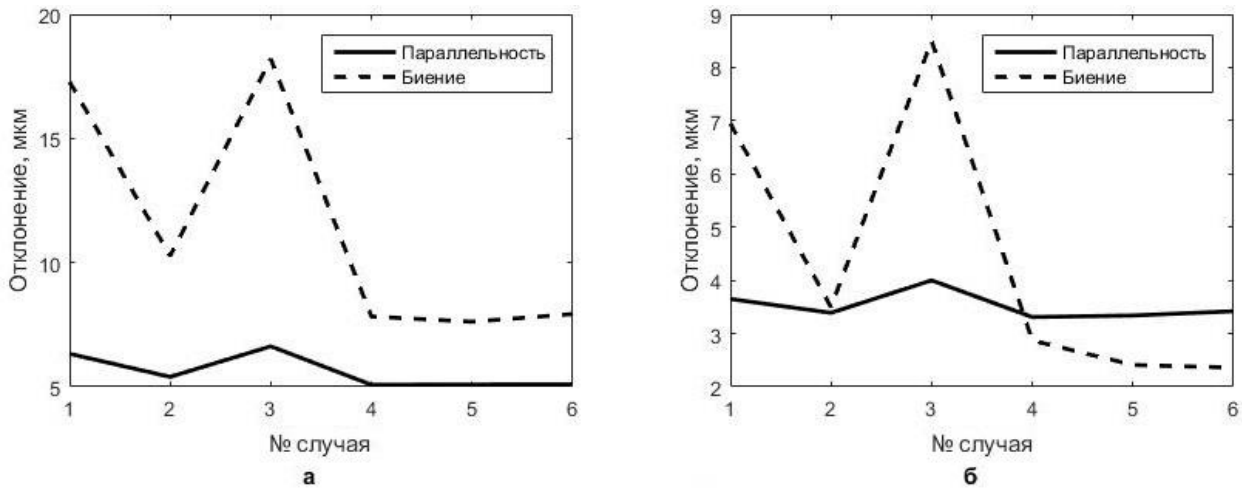 20
15
10
5
1 2 3 4 5 6
Отклонение, мкм
№ случая
Параллельность
Биение
а
9
8
7
6
5
4
3
2
1 2 3 4 5 6
Отклонение, мкм
№ случая
Параллельность
Биение
б